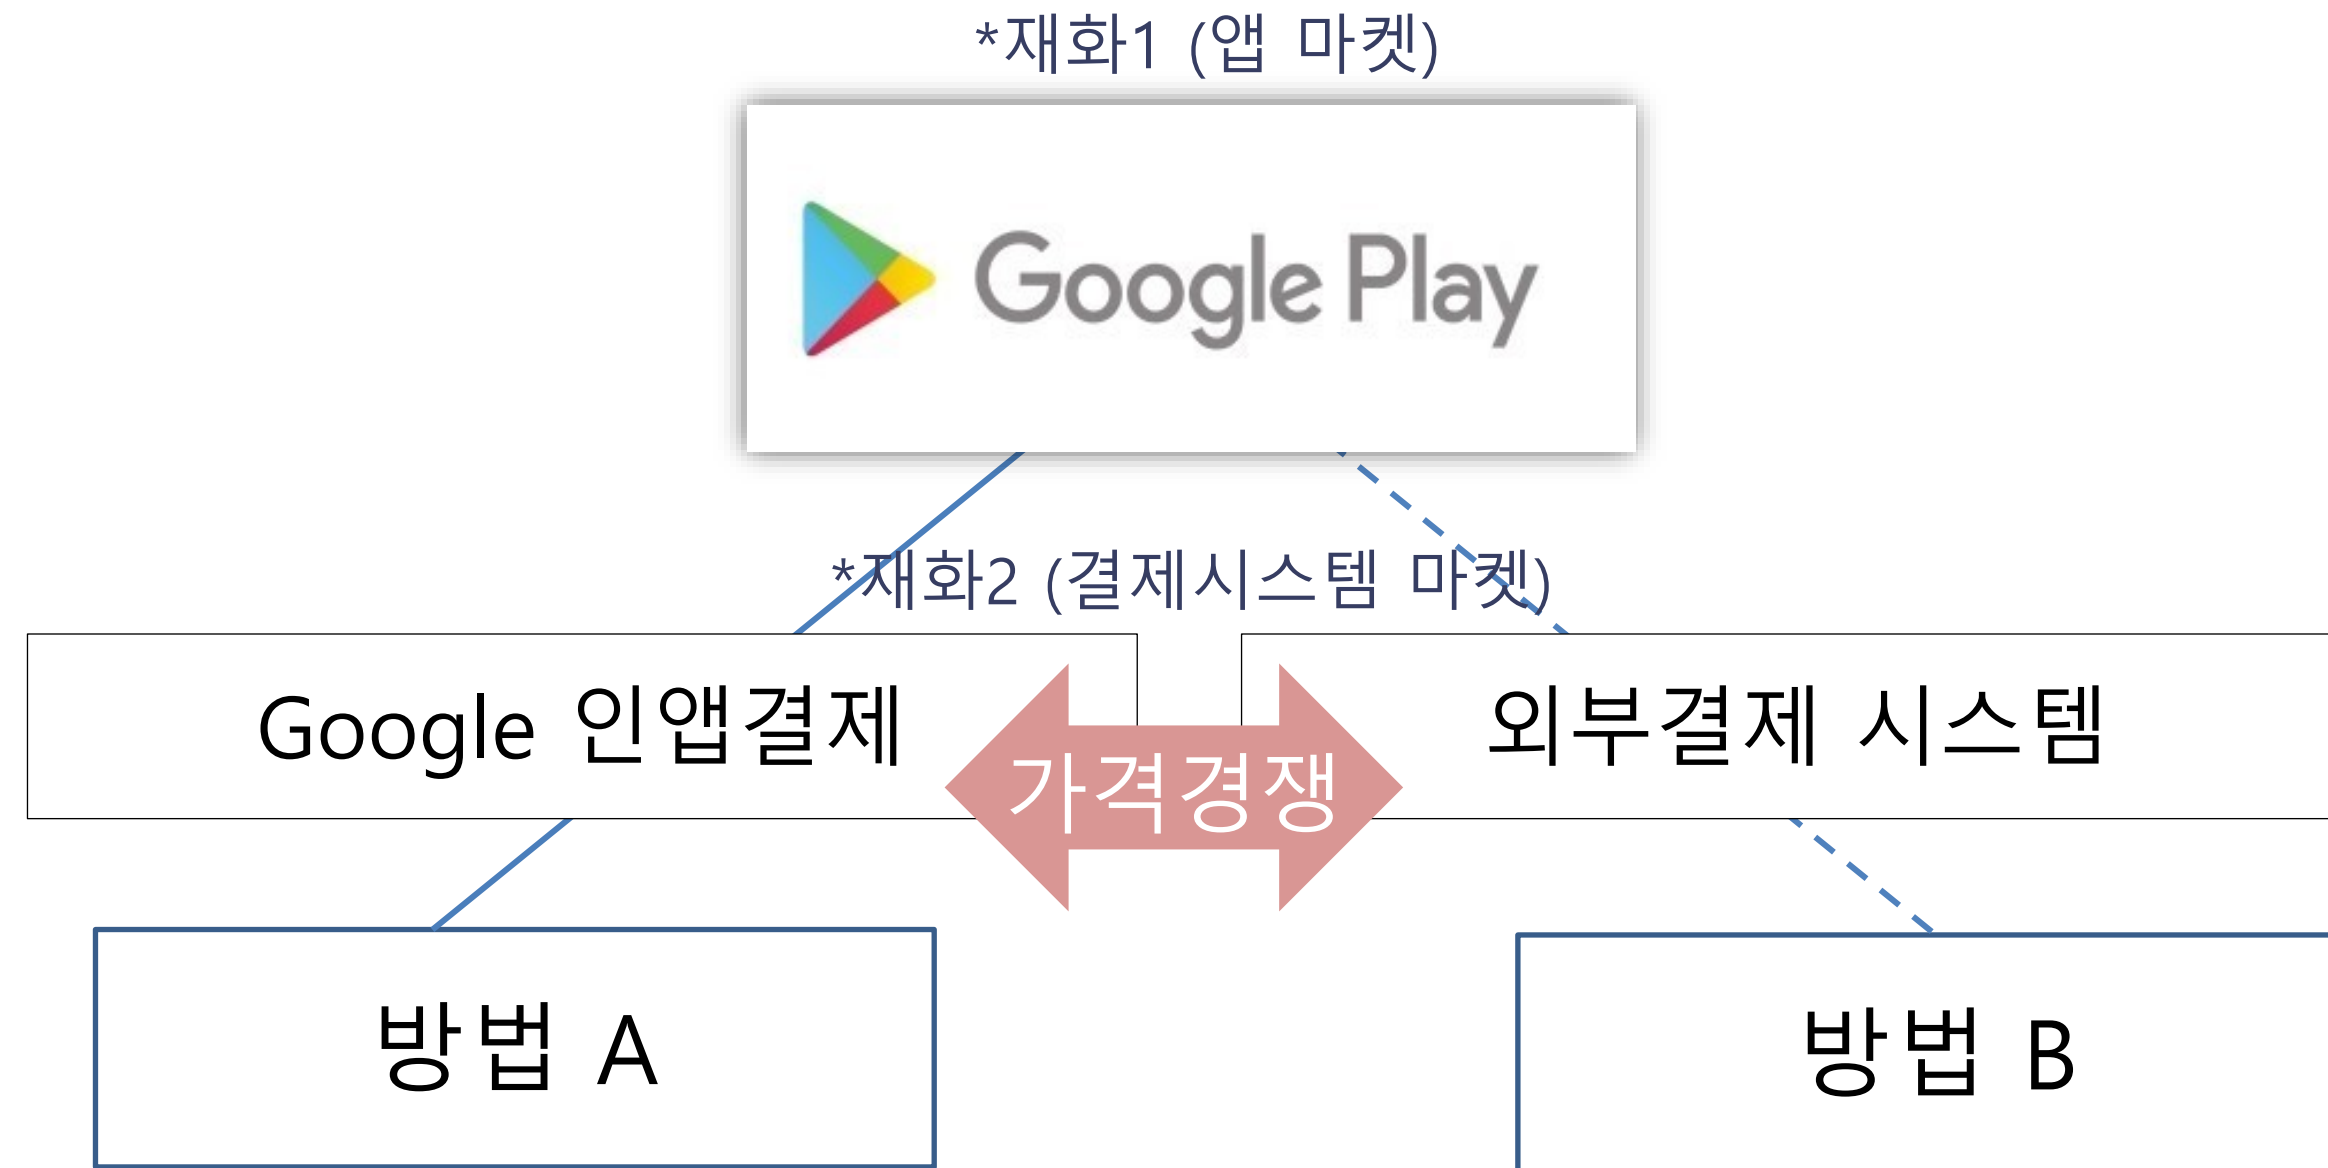 *재화1 (앱 마켓)
Google Play
*재화2 (결제시스템 마켓)
Google 인앱결제
가격경쟁
외부결제 시스템
방법 A
방법 B